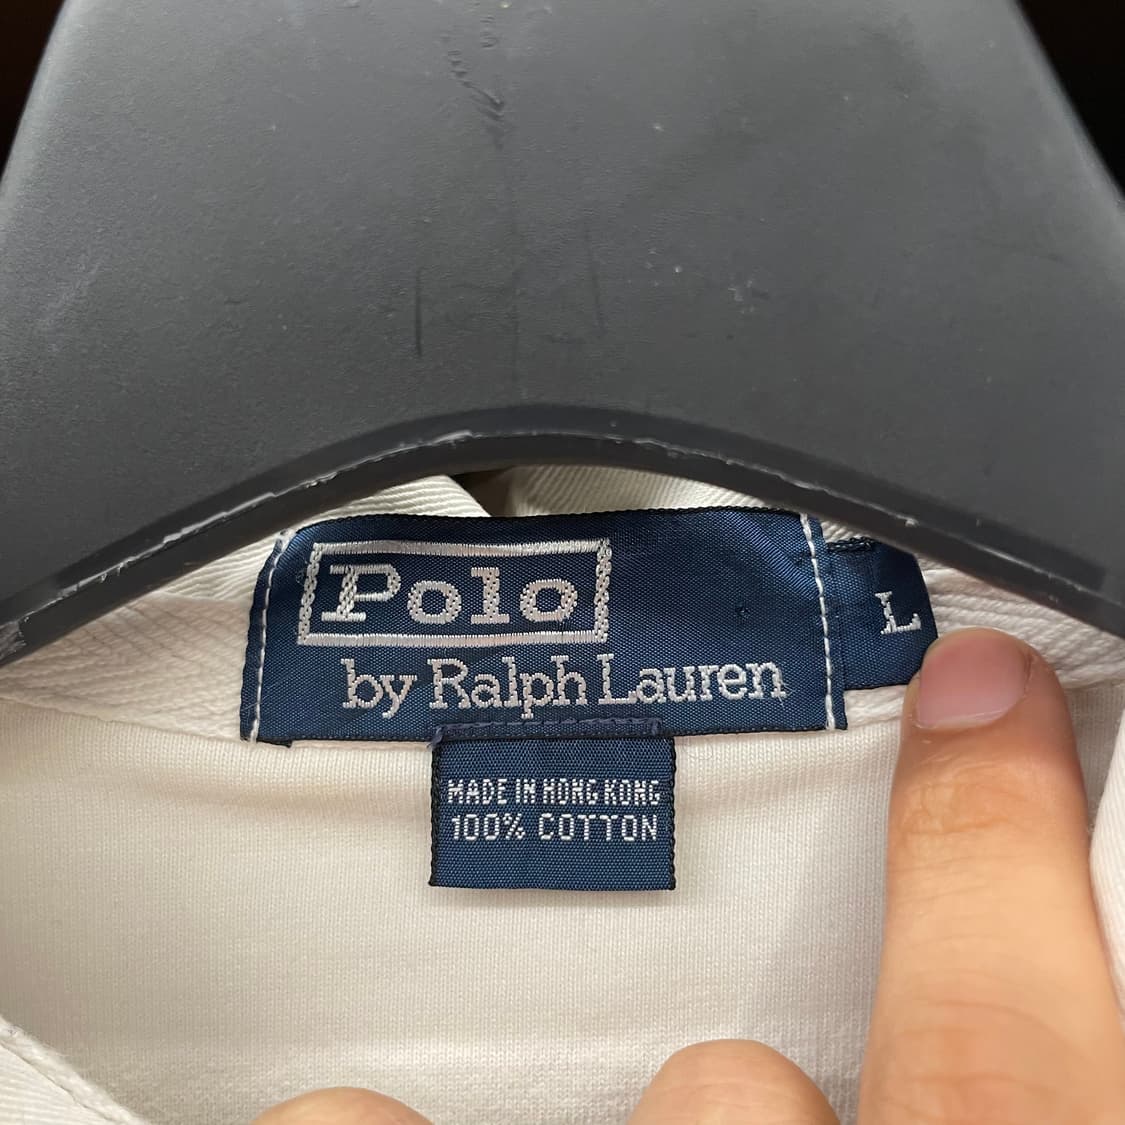 Polo
by Ralph Lauren
L
MADE IN HONG KONG
100% COTTON